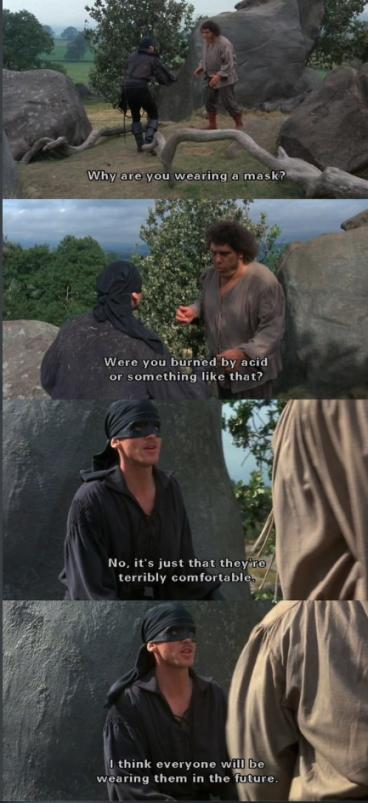 Why are you wearing a mask?
Were you burned by acid
or something like that?
No, it's just that they're
terribly comfortable.
I think everyone will be
wearing them in the future.